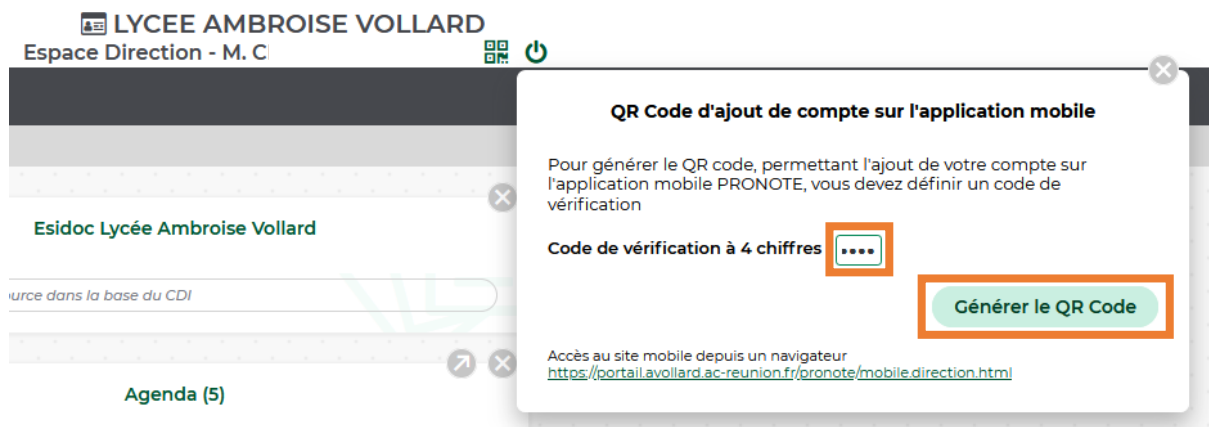 LYCEE AMBROISE VOLLARD
Espace Direction - M. C
QR Code d'ajout de compte sur l'application mobile
Pour générer le QR code, permettant l'ajout de votre compte sur
l'application mobile PRONOTE, vous devez définir un code de
vérification
Code de vérification à 4 chiffres ••••
Générer le QR Code
Accès au site mobile depuis un navigateur
https://portail.avollard.ac-reunion.fr/pronote/mobile.direction.html
Esidoc Lycée Ambroise Vollard
dans la base du CDI
Agenda (5)